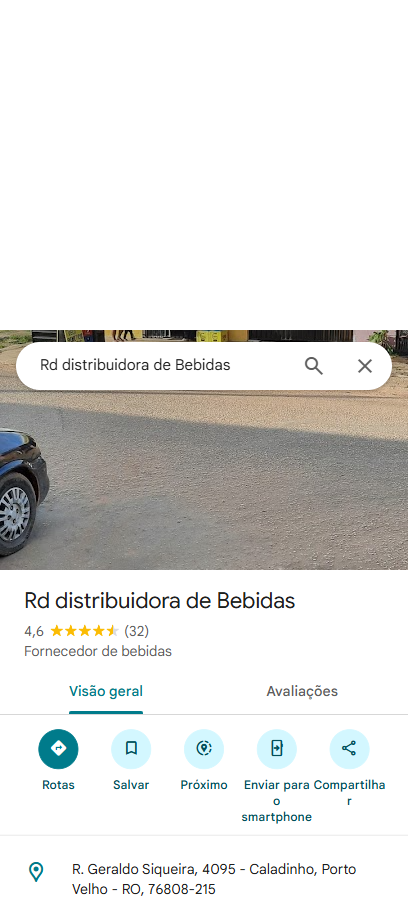 Rd distribuidora de Bebidas
Rd distribuidora de Bebidas
4,6 (32)
Fornecedor de bebidas
Visão geral Avaliações
Rotas Salvar Próximo Enviar para o smartphone Compartilhar
R. Geraldo Siqueira, 4095 - Caladinho, Porto
Velho - RO, 76808-215